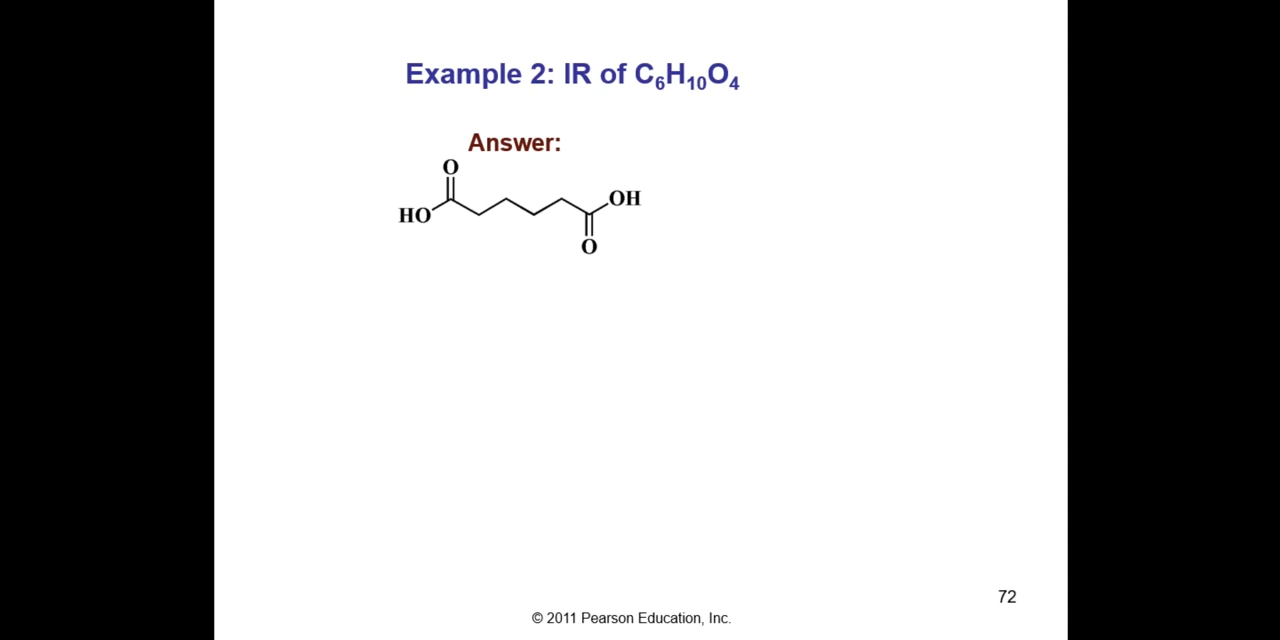 Example 2: IR of C₆H₁₀O₄
Answer:
O
HO
OH
O
72
© 2011 Pearson Education, Inc.